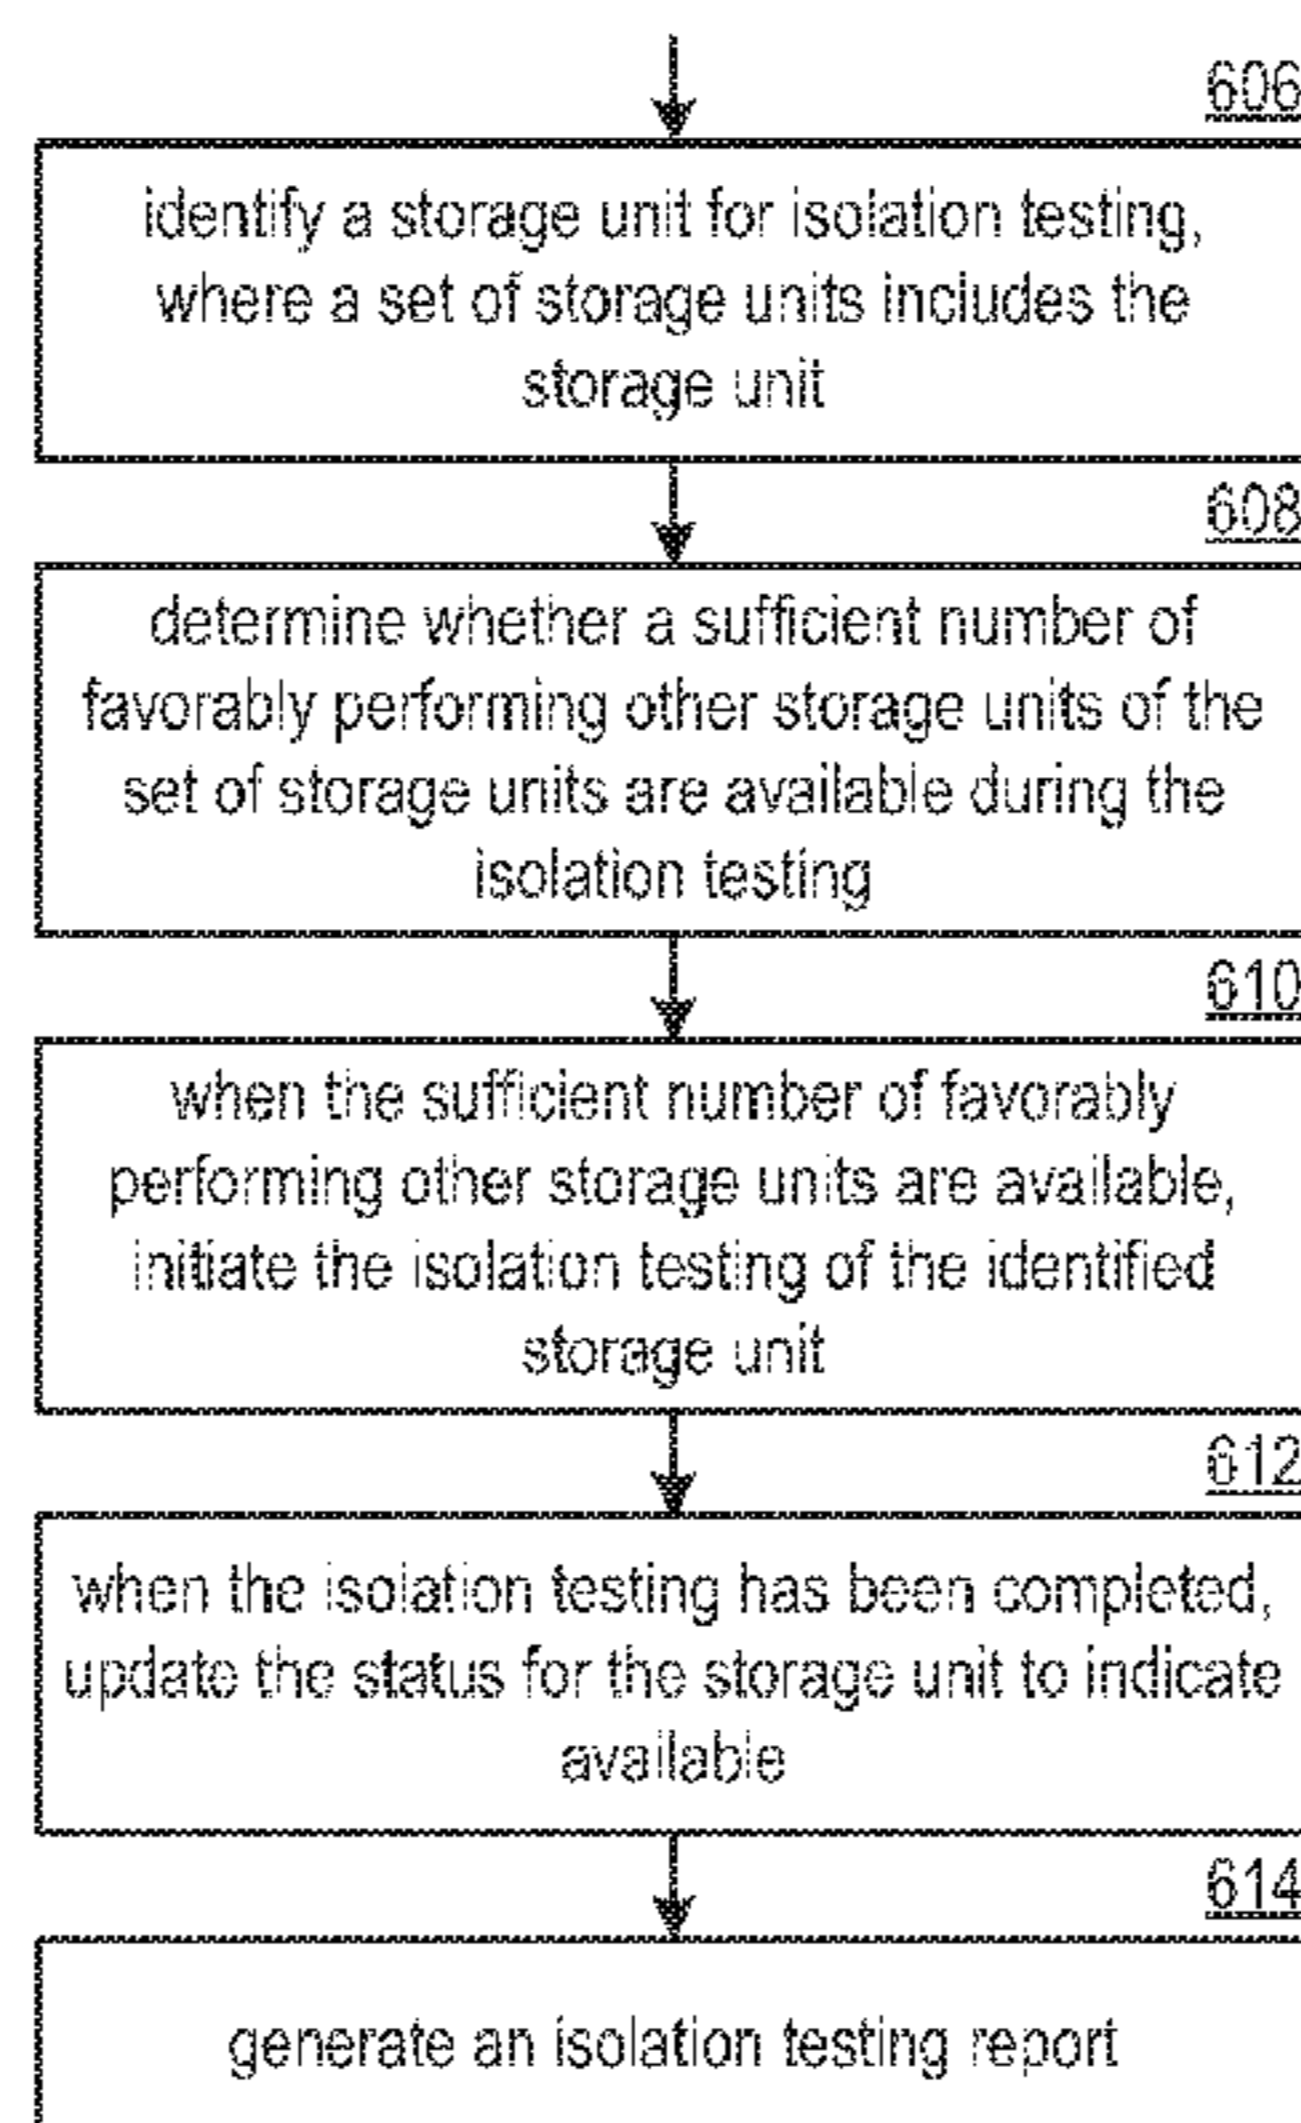 606
identify a storage unit for isolation testing,
where a set of storage units includes the
storage unit
608
determine whether a sufficient number of
favorably performing other storage units of the
set of storage units are available during the
isolation testing
610
when the sufficient number of favorably
performing other storage units are available,
initiate the isolation testing of the identified
storage unit
612
when the isolation testing has been completed,
update the status for the storage unit to indicate
available
614
generate an isolation testing report